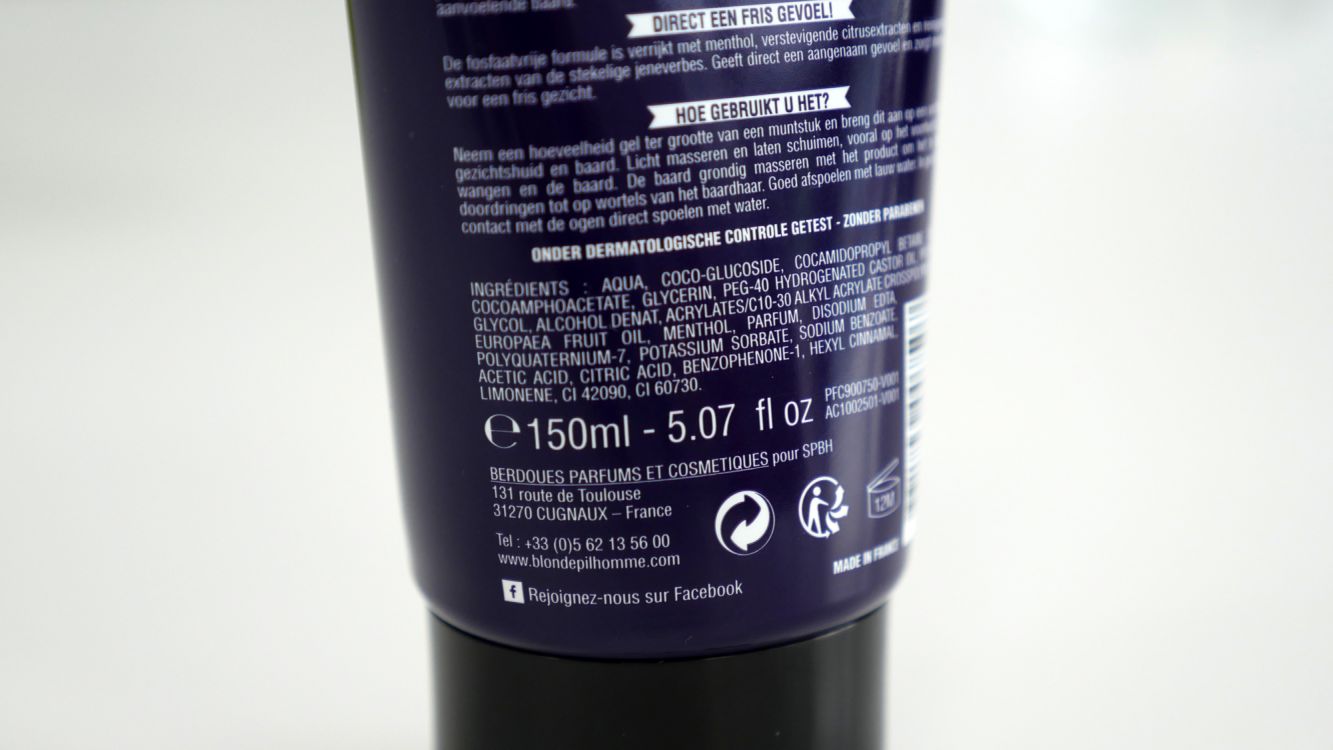 aanvoelende baard.
DIRECT EEN FRIS GEVOEL!
De fosfaatvrije formule is verrijkt met menthol, verstevigende citrusextracten en
extracten van de stekelige jeneverbes. Geeft direct een aangenaam gevoel en zorgt
voor een fris gezicht.
HOE GEBRUIKT U HET?
Neem een hoeveelheid gel ter grootte van een muntstuk en breng dit aan op een
gezichtshuid en baard. Licht masseren en laten schuimen, vooral op het
wangen en de baard. De baard grondig masseren met het product om het
doordringen tot op wortels van het baardhaar. Goed afspoelen met lauw water. In
contact met de ogen direct spoelen met water.
ONDER DERMATOLOGISCHE CONTROLE GETEST - ZONDER PARABENEN
INGRÉDIENTS : AQUA, COCO-GLUCOSIDE, COCAMIDOPROPYL BETAINE,
COCOAMPHOACETATE, GLYCERIN, PEG-40 HYDROGENATED CASTOR OIL,
GLYCOL, ALCOHOL DENAT, ACRYLATES/C10-30 ALKYL ACRYLATE
EUROPAEA FRUIT OIL, MENTHOL, PARFUM, DISODIUM EDTA,
POLYQUATERNIUM-7, POTASSIUM SORBATE, SODIUM BENZOATE,
ACETIC ACID, CITRIC ACID, BENZOPHENONE-1, HEXYL CINNAMAL,
LIMONENE, CI 42090, CI 60730.
℮150ml - 5.07 fl oz
PFC900750-V001
AC1002501-V001
BERDOUES PARFUMS ET COSMETIQUES pour SPBH
131 route de Toulouse
31270 CUGNAUX – France
Tel : +33 (0)5 62 13 56 00
www.blondepilhomme.com
12M
MADE IN FRANCE
f Rejoignez-nous sur Facebook